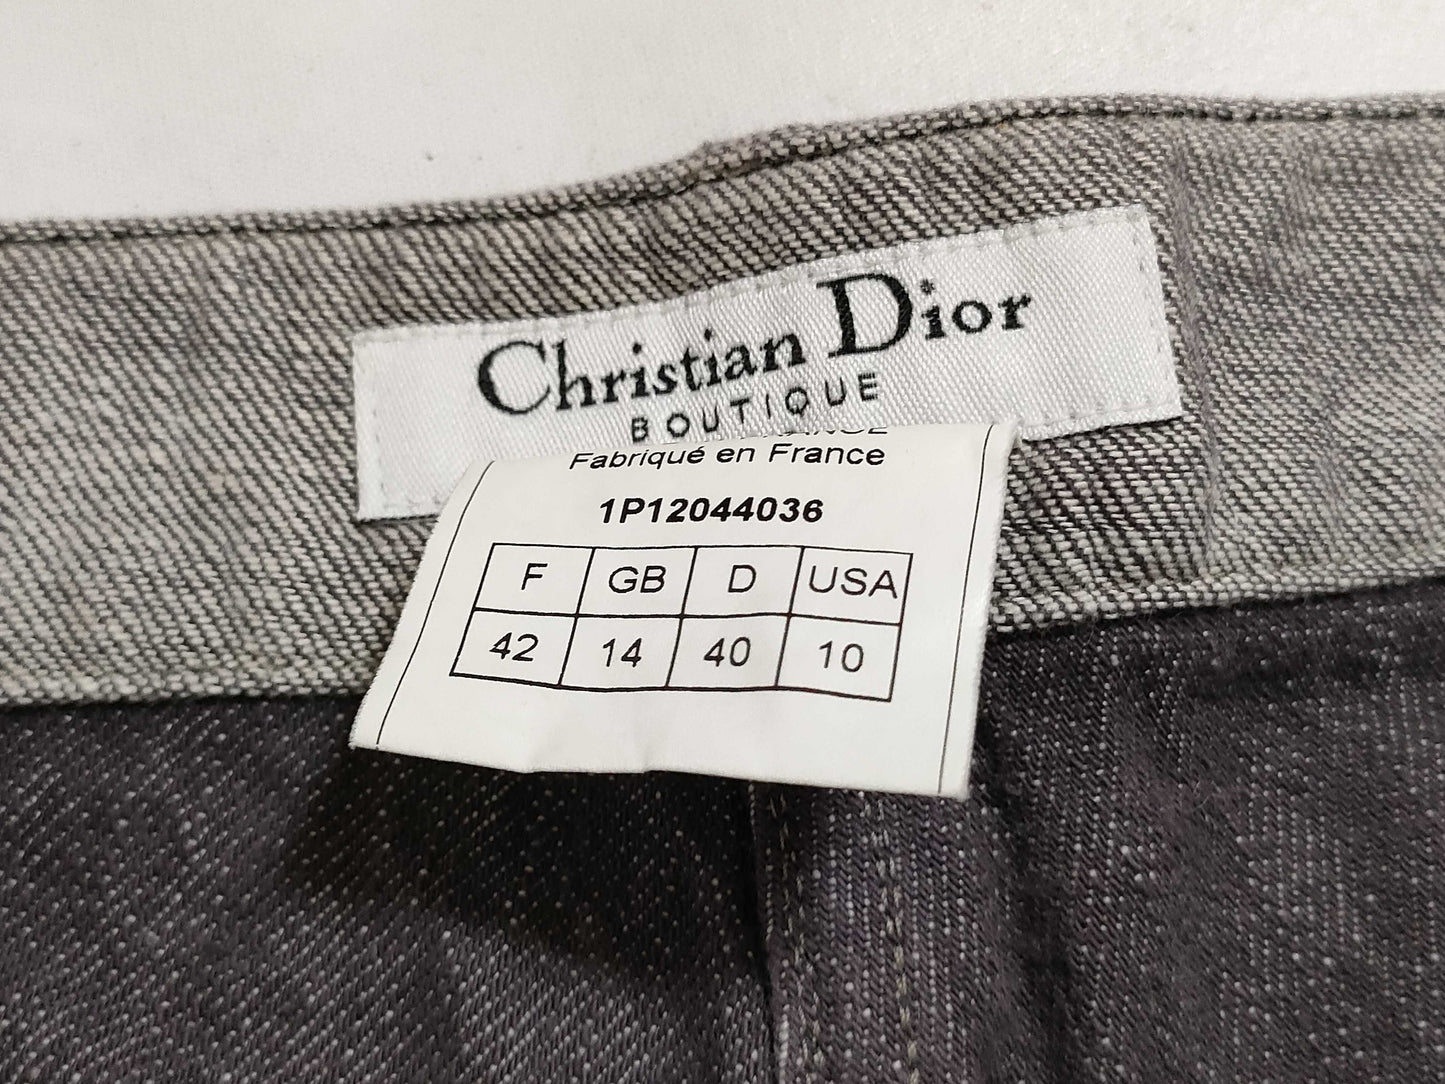 Christian Dior
BOUTIQUE
Fabriqué en France
1P12044036
F GB D USA
42 14 40 10